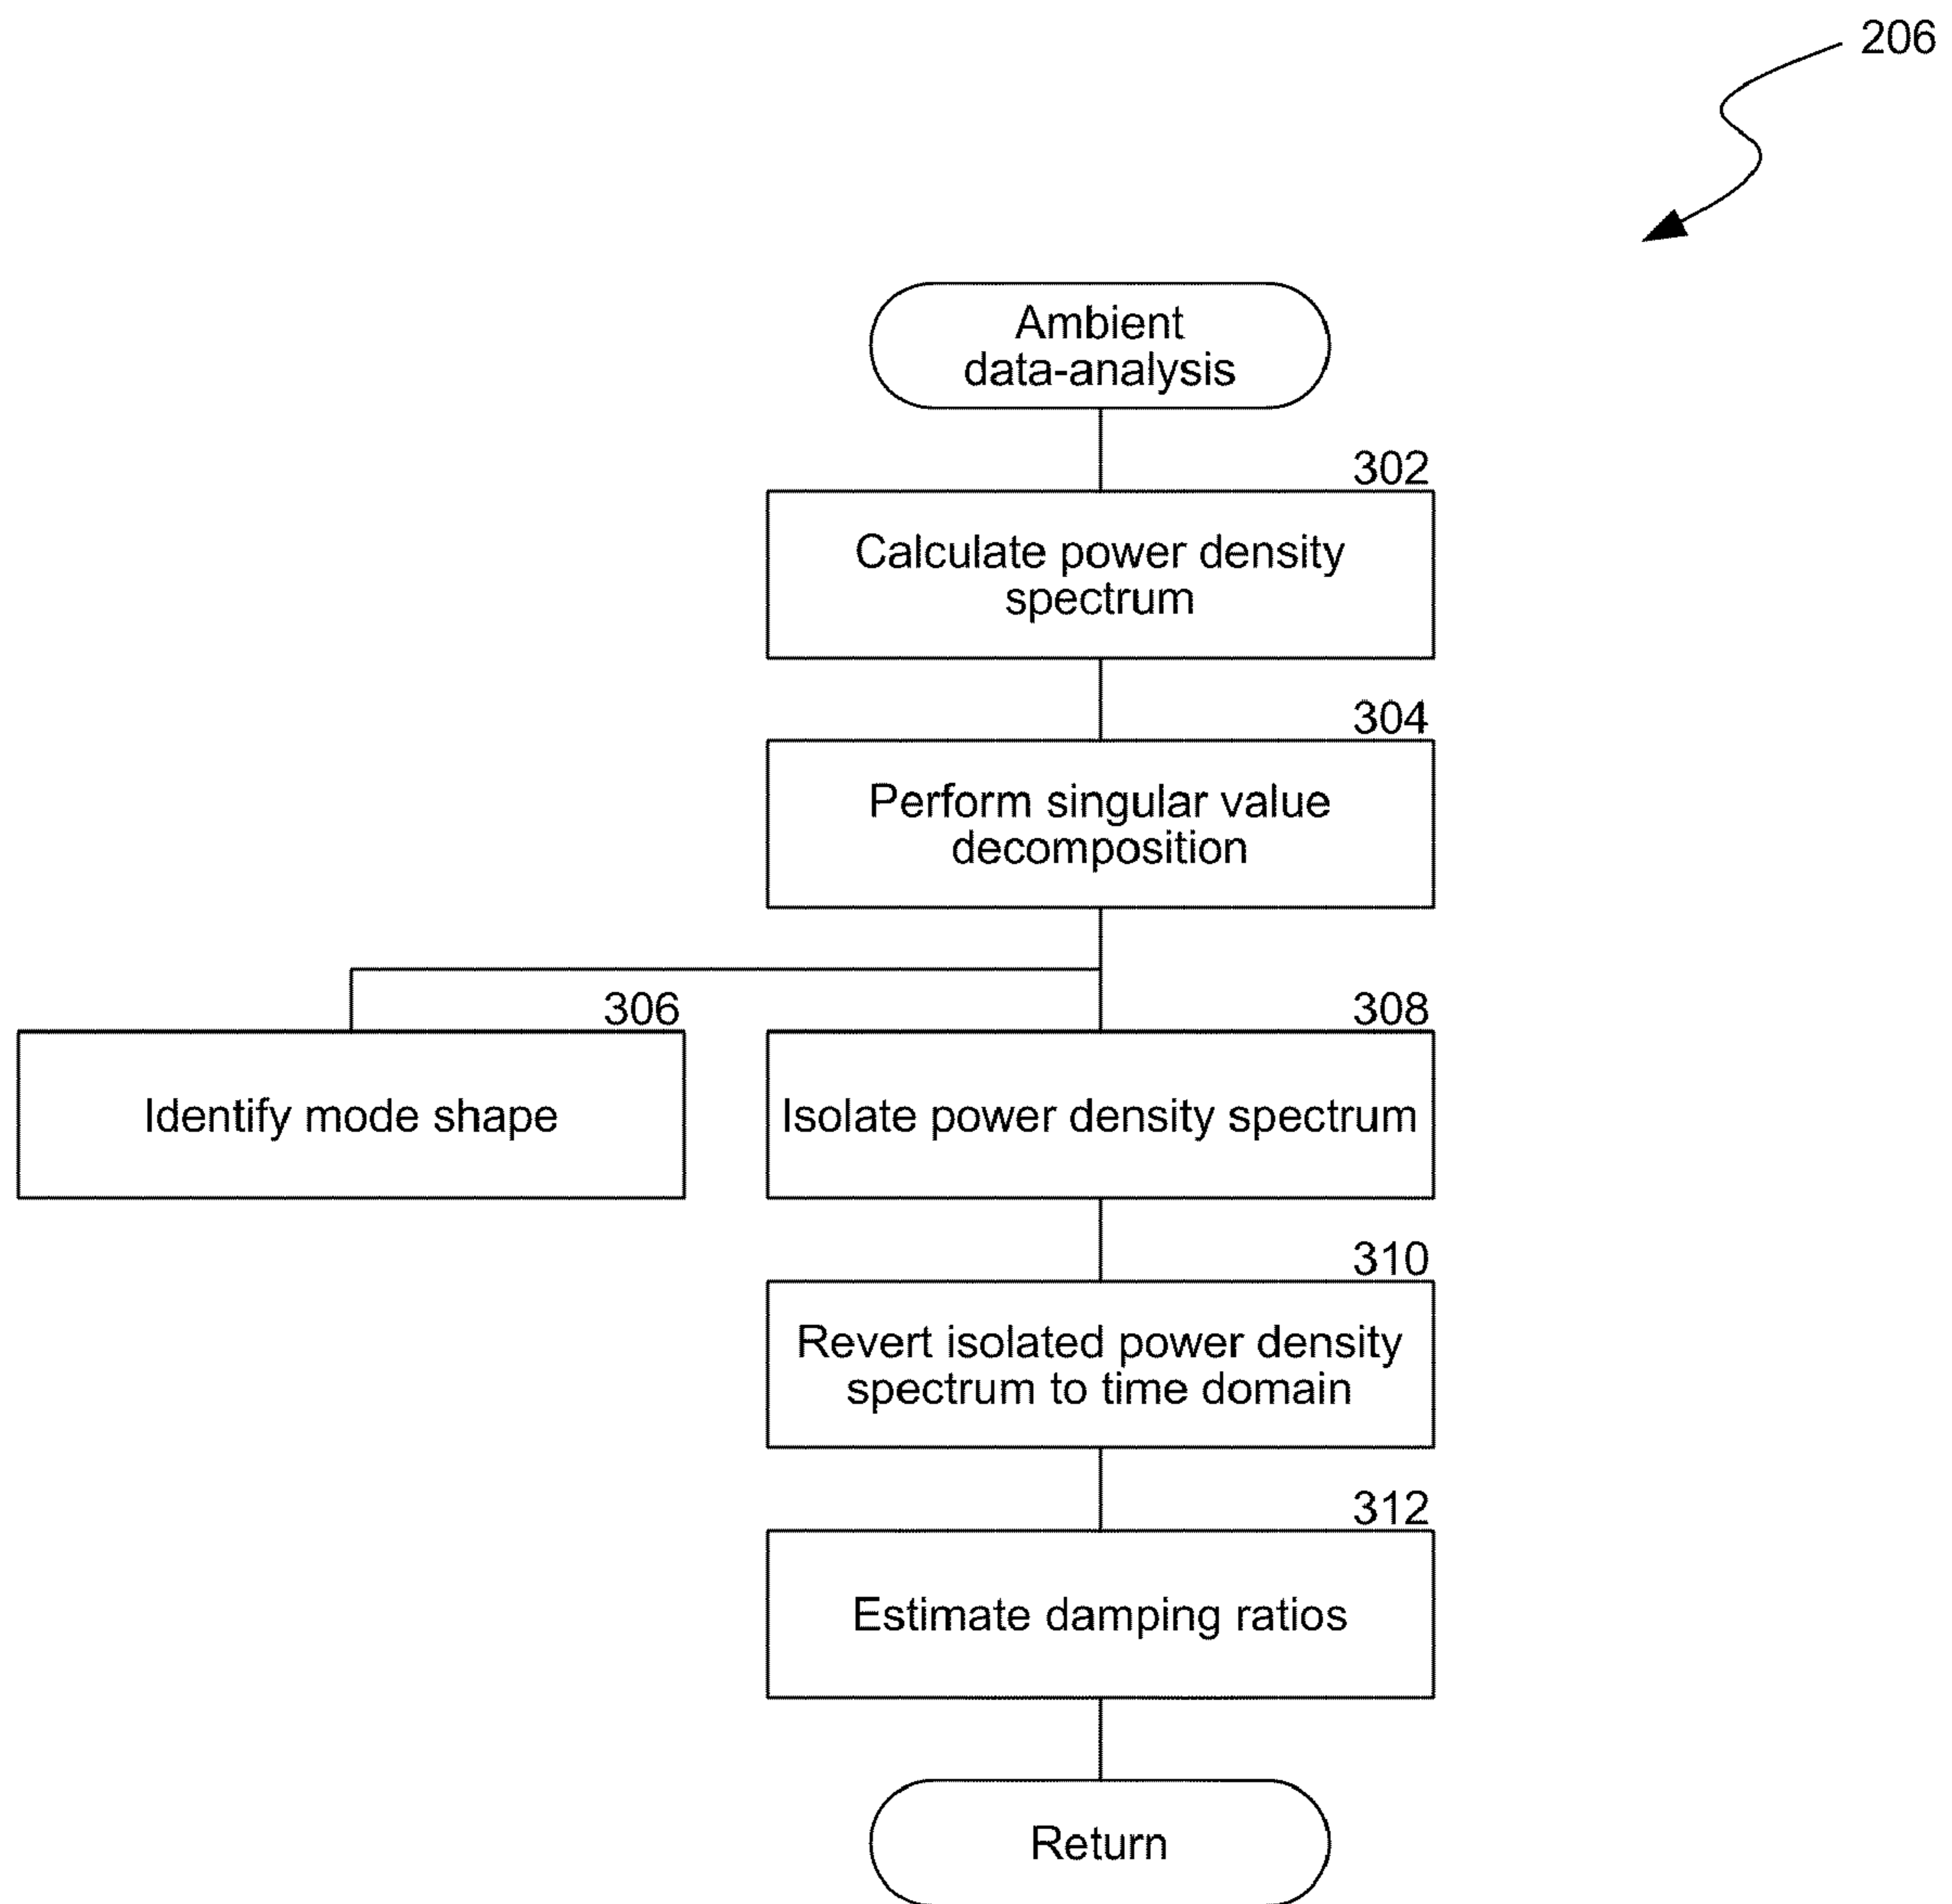 206
Ambient
data-analysis
302
Calculate power density
spectrum
304
Perform singular value
decomposition
306
Identify mode shape
308
Isolate power density spectrum
310
Revert isolated power density
spectrum to time domain
312
Estimate damping ratios
Return